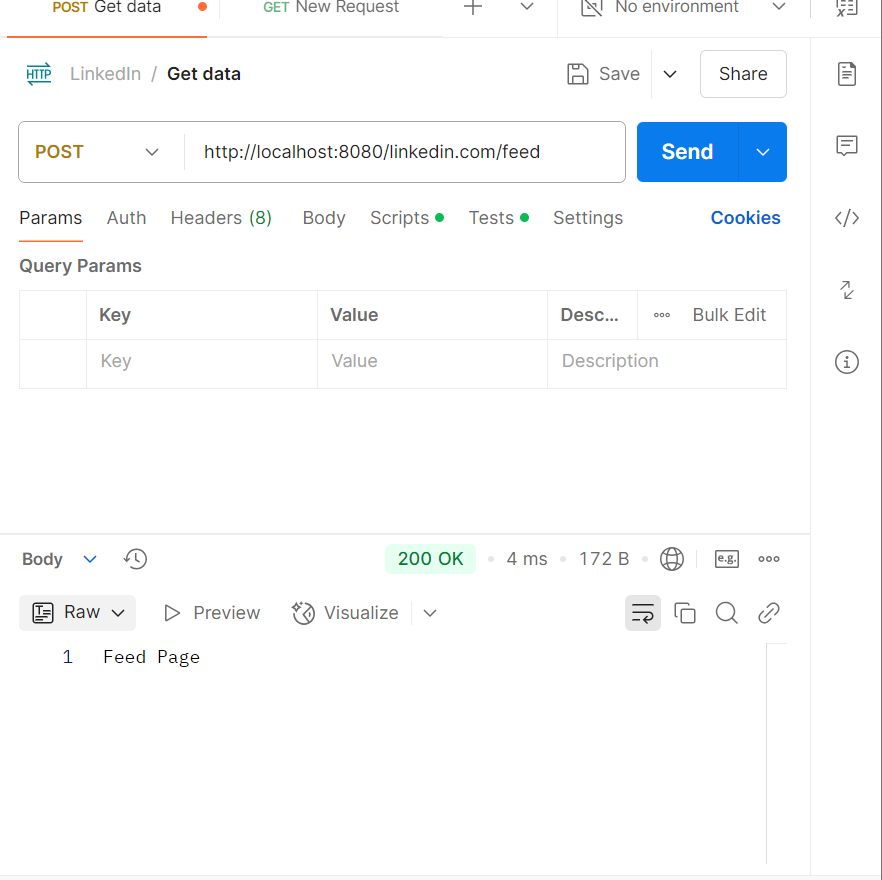 POST Get data GET New Request No environment
HTTP LinkedIn / Get data Save Share
POST http://localhost:8080/linkedin.com/feed Send
Params Auth Headers (8) Body Scripts Tests Settings Cookies
Query Params
Key Value Desc... Bulk Edit
Key Value Description
Body 200 OK 4 ms 172 B e.g.
Raw Preview Visualize
1 Feed Page